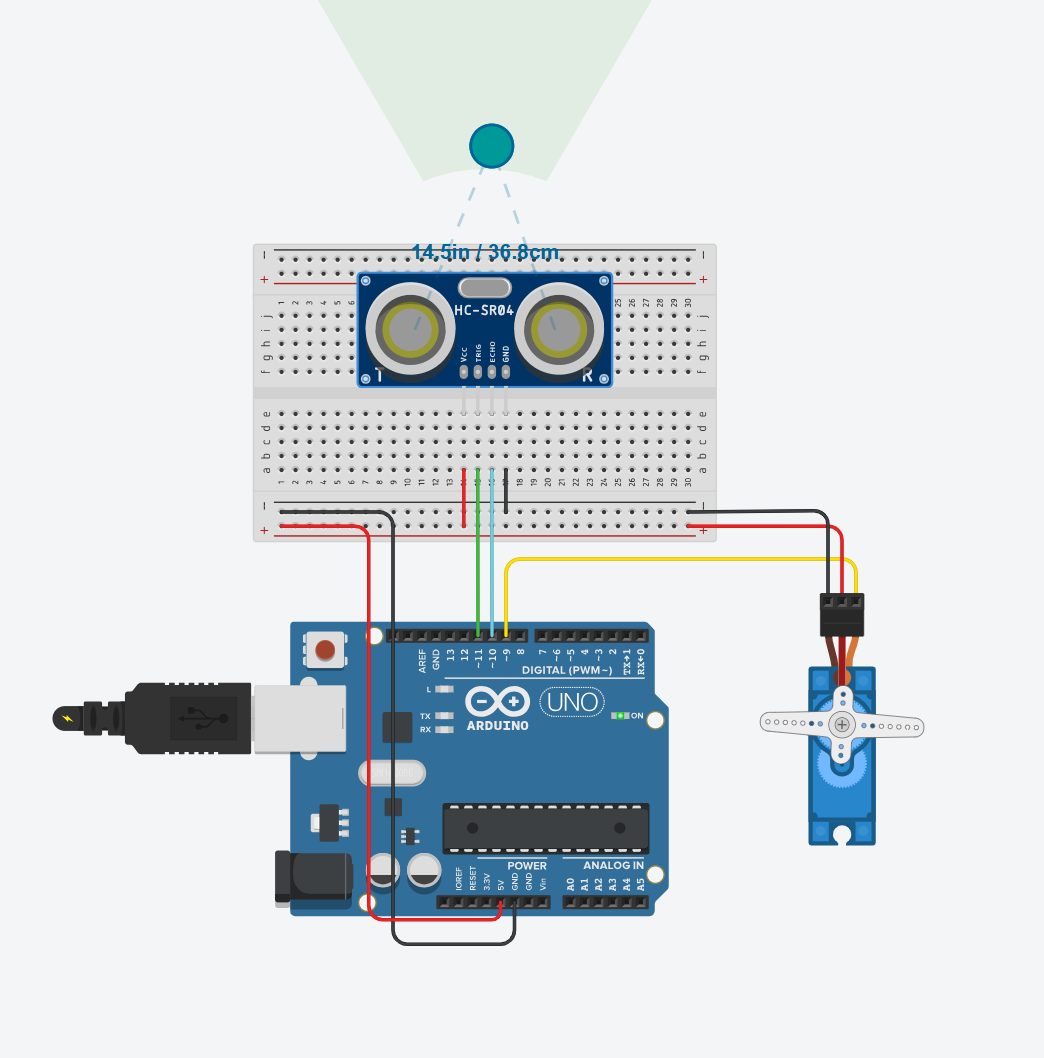 14.5in / 36.8cm
− −
+ +
1 2 3 4 5 6 25 26 27 28 29 30
j j
i i
h h
g g
f f
HC-SR04
Vcc TRIG ECHO GND
T R
e e
d d
c c
b b
a a
1 2 3 4 5 6 7 8 9 10 11 12 13 18 19 20 21 22 23 24 25 26 27 28 29 30
− −
+ +
AREF GND 13 12 ~11 ~10 ~9 8 7 ~6 ~5 4 ~3 2 TX→1 RX←0
DIGITAL (PWM~)
L
TX
RX
ARDUINO
UNO
ON
POWER ANALOG IN
IOREF RESET 3.3V 5V GND GND Vin A0 A1 A2 A3 A4 A5